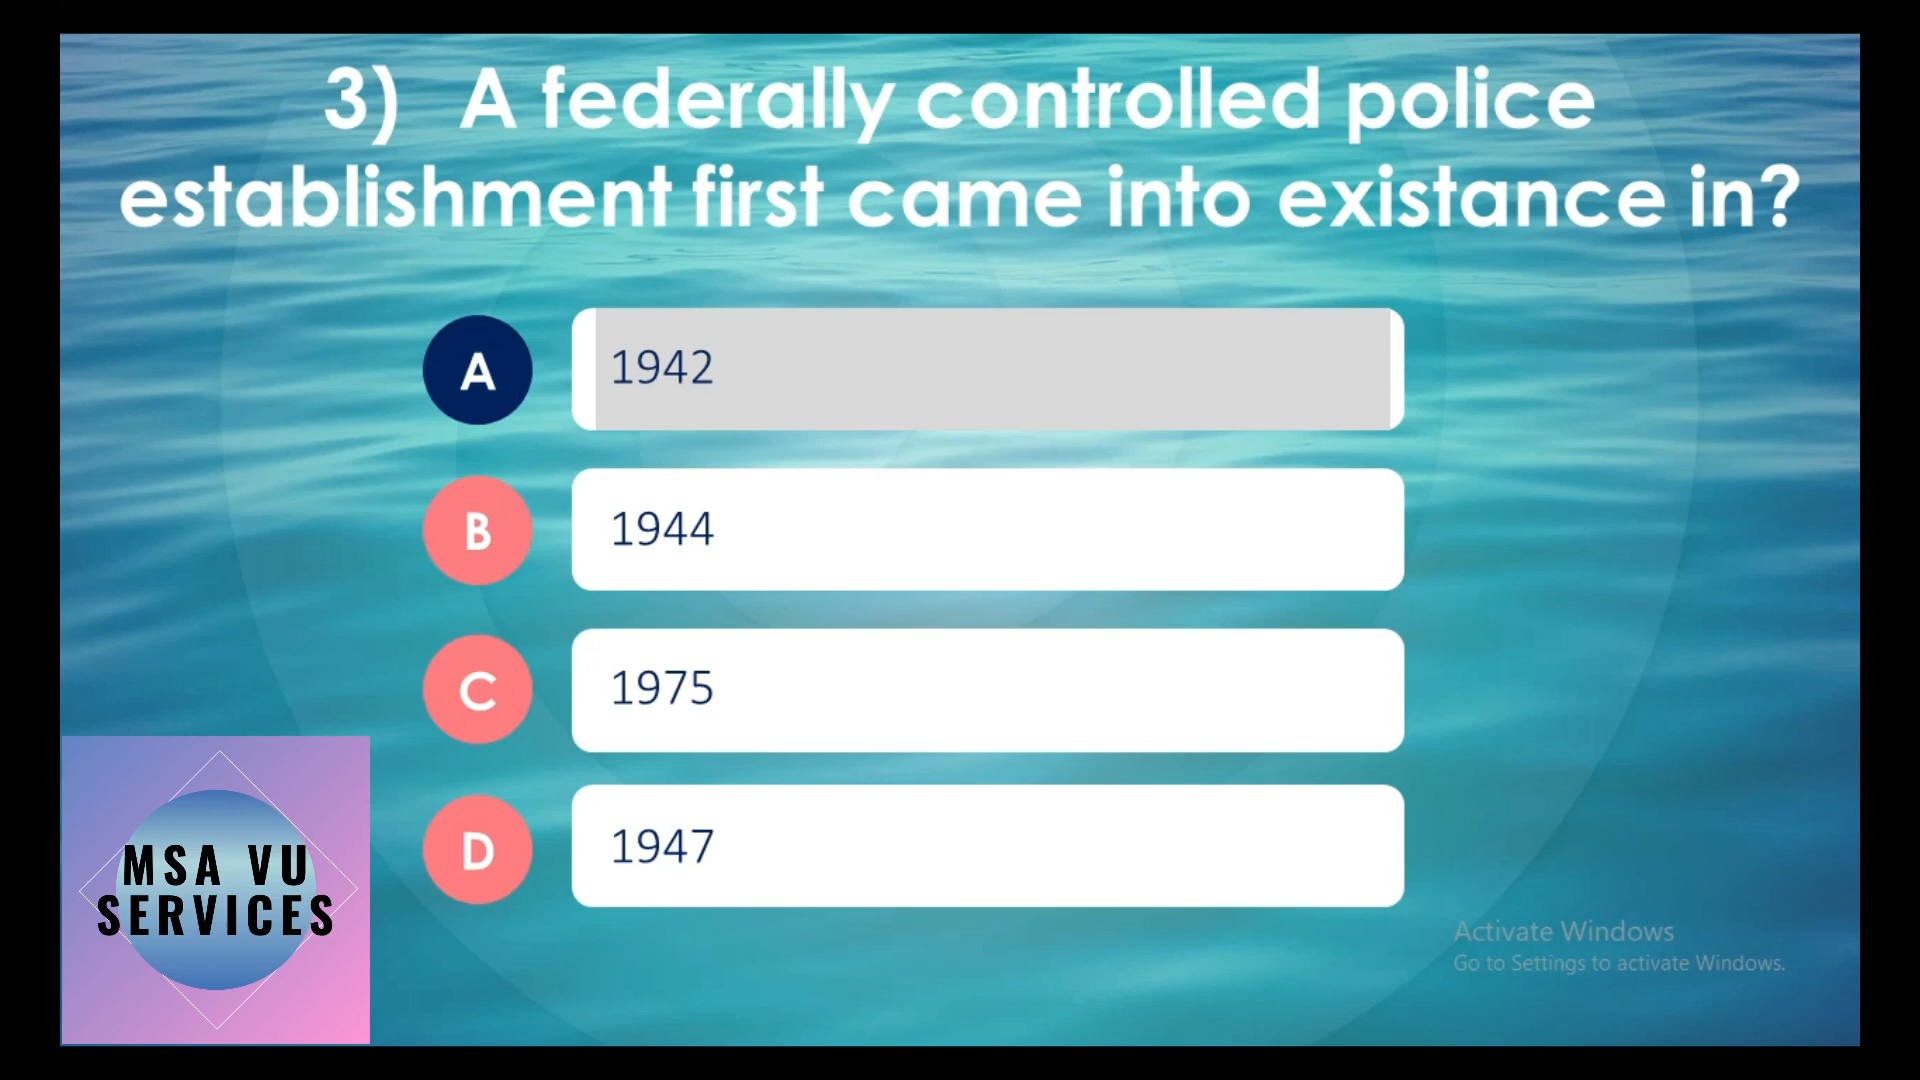 3) A federally controlled police
establishment first came into existance in?
A
1942
B
1944
C
1975
D
1947
MSA VU
SERVICES
Activate Windows
Go to Settings to activate Windows.